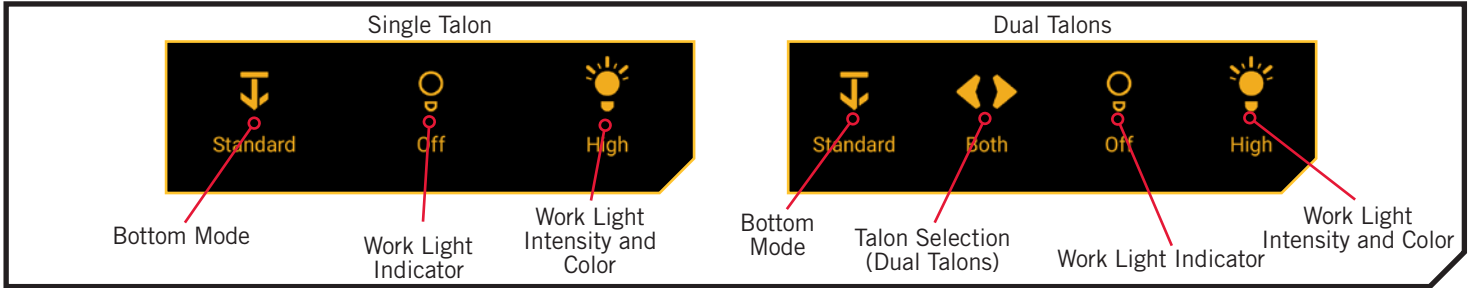 Single Talon
Standard
Off
High
Bottom Mode
Work Light
Indicator
Work Light
Intensity and
Color
Dual Talons
Standard
Both
Off
High
Bottom
Mode
Talon Selection
(Dual Talons)
Work Light Indicator
Work Light
Intensity and Color